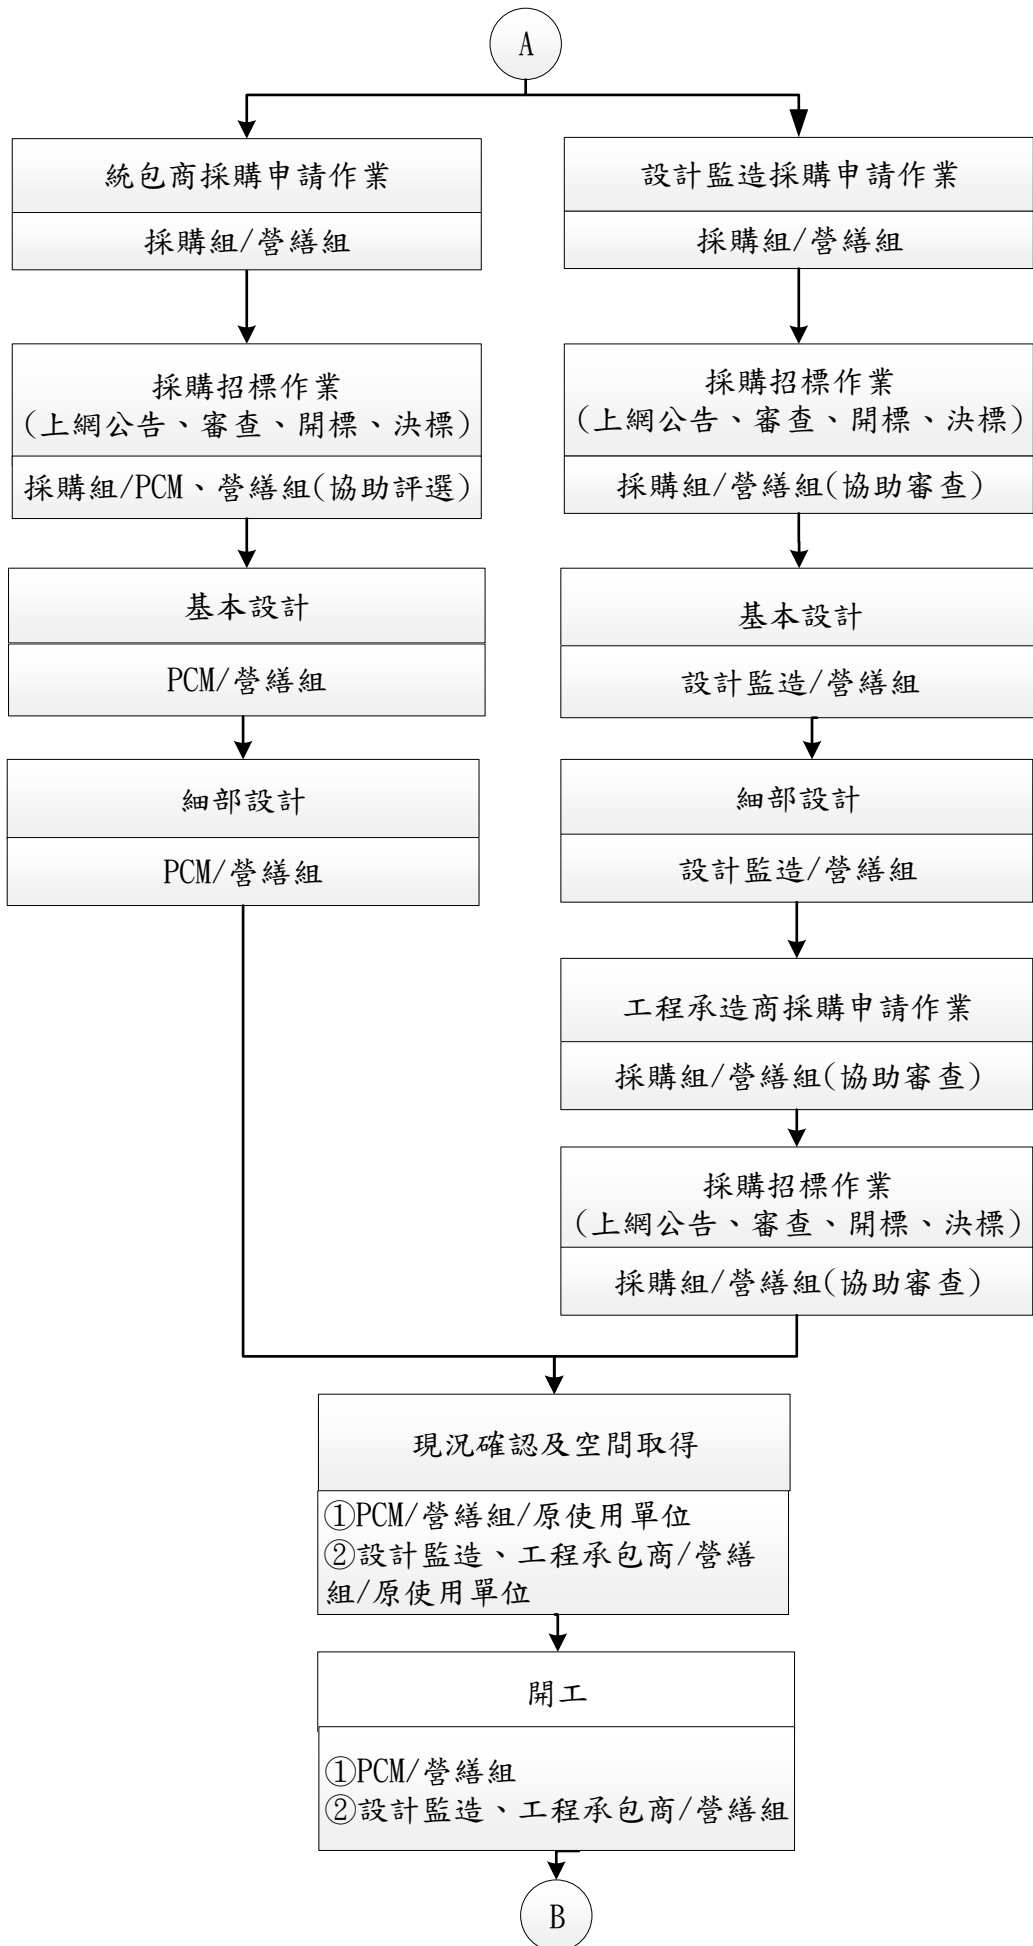 A
統包商採購申請作業
採購組/營繕組
採購招標作業
(上網公告、審查、開標、決標)
採購組/PCM、營繕組(協助評選)
基本設計
PCM/營繕組
細部設計
PCM/營繕組
設計監造採購申請作業
採購組/營繕組
採購招標作業
(上網公告、審查、開標、決標)
採購組/營繕組(協助審查)
基本設計
設計監造/營繕組
細部設計
設計監造/營繕組
工程承造商採購申請作業
採購組/營繕組(協助審查)
採購招標作業
(上網公告、審查、開標、決標)
採購組/營繕組(協助審查)
現況確認及空間取得
①PCM/營繕組/原使用單位
②設計監造、工程承包商/營繕
組/原使用單位
開工
①PCM/營繕組
②設計監造、工程承包商/營繕組
B